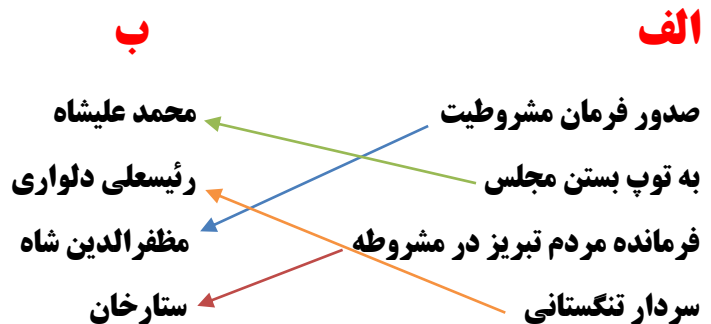 الف ب
صدور فرمان مشروطیت محمد علیشاه
به توپ بستن مجلس رئیسعلی دلواری
فرمانده مردم تبریز در مشروطه مظفرالدین شاه
سردار تنگستانی ستارخان